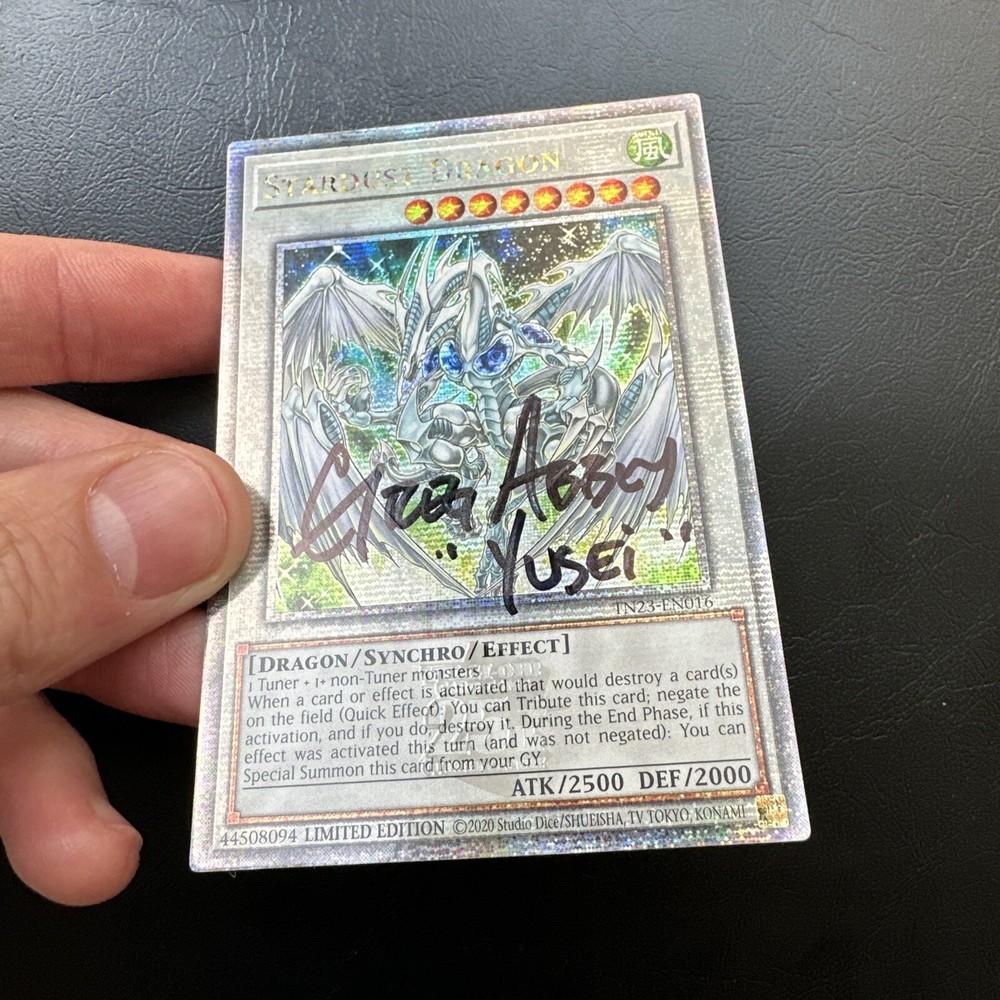 STARDUST DRAGON
風
Greg Abbey
"Yusei"
TN23-EN016
[DRAGON/SYNCHRO/EFFECT]
1 Tuner + 1+ non-Tuner monsters
When a card or effect is activated that would destroy a card(s)
on the field (Quick Effect): You can Tribute this card; negate the
activation, and if you do, destroy it. During the End Phase, if this
effect was activated this turn (and was not negated): You can
Special Summon this card from your GY.
ATK/2500 DEF/2000
44508094 LIMITED EDITION ©2020 Studio Dice/SHUEISHA, TV TOKYO, KONAMI